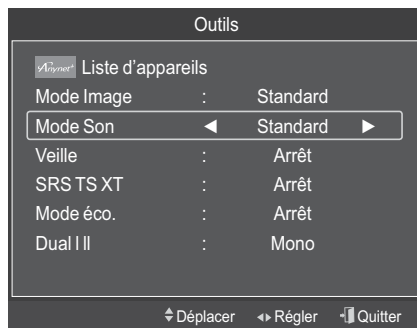 Outils
Anynet+ Liste d'appareils
Mode Image : Standard
Mode Son ◄ Standard ►
Veille : Arrêt
SRS TS XT : Arrêt
Mode éco. : Arrêt
Dual l ll : Mono
Déplacer Régler Quitter